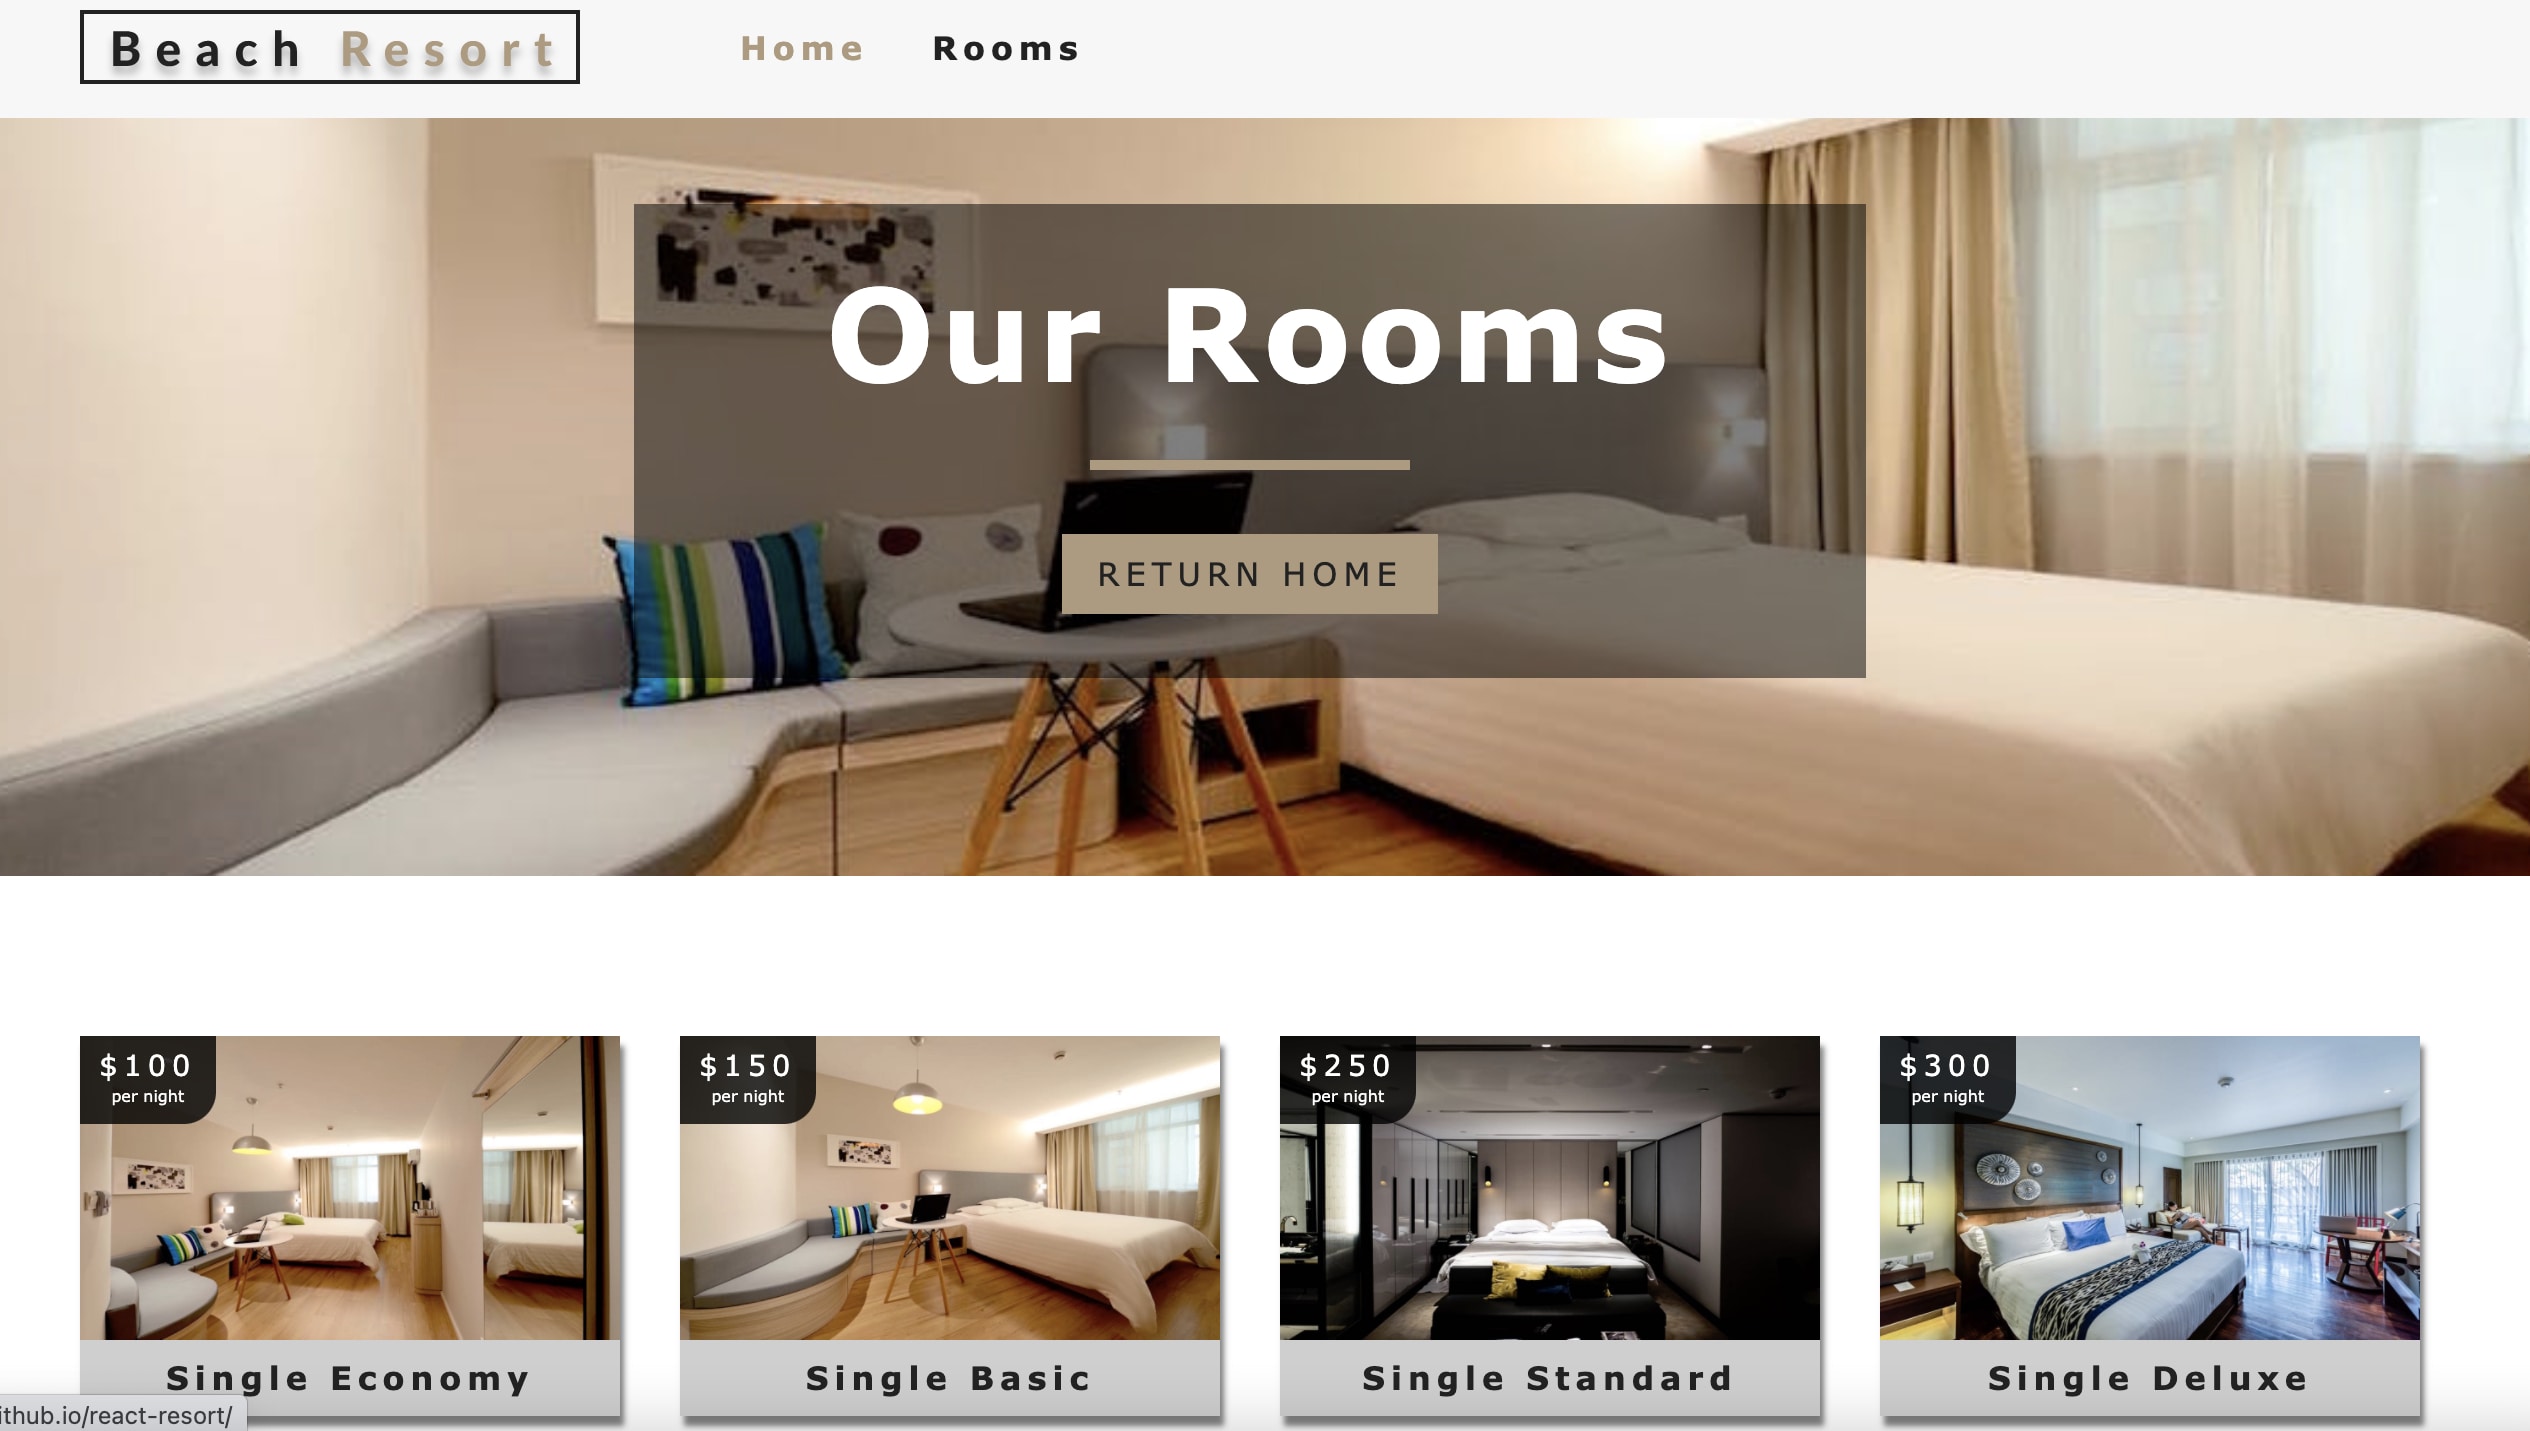 Beach Resort
Home Rooms
Our Rooms
RETURN HOME
$100
per night
$150
per night
$250
per night
$300
per night
Single Economy
Single Basic
Single Standard
Single Deluxe
ithub.io/react-resort/